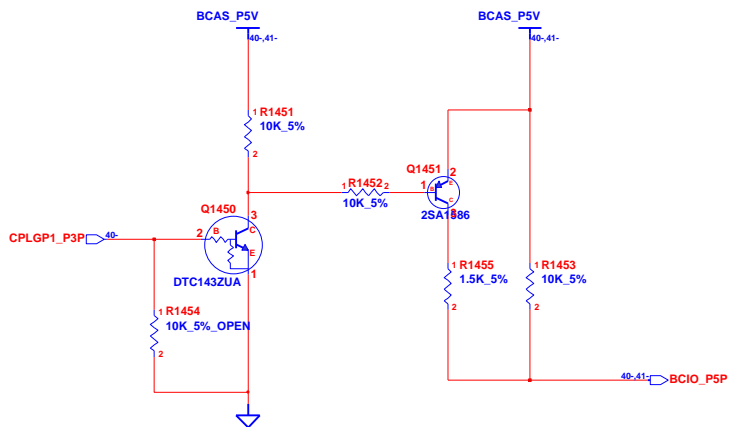 BCAS_P5V
BCAS_P5V
40-,41-
40-,41-
1 R1451
10K_5%
2
Q1451
2
1 R1452 2
10K_5%
1
B
E
C
3
2SA1586
Q1450
3
CPLGP1_P3P
40-
2
B
C
E
1
DTC143ZUA
1 R1455
1.5K_5%
2
1 R1453
10K_5%
2
1 R1454
10K_5%_OPEN
2
40-,41-
BCIO_P5P